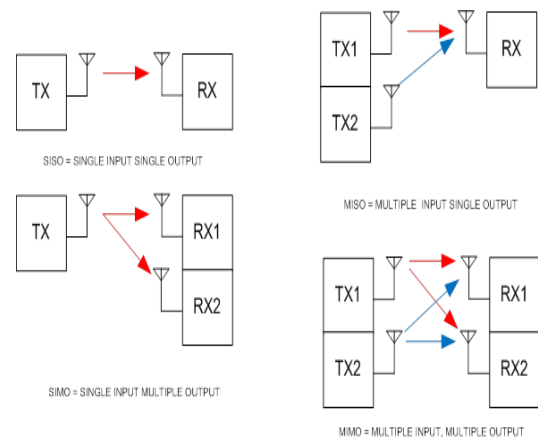 TX
RX
SISO = SINGLE INPUT SINGLE OUTPUT
TX1
RX
TX2
MISO = MULTIPLE INPUT SINGLE OUTPUT
TX
RX1
RX2
SIMO = SINGLE INPUT MULTIPLE OUTPUT
TX1
RX1
TX2
RX2
MIMO = MULTIPLE INPUT, MULTIPLE OUTPUT